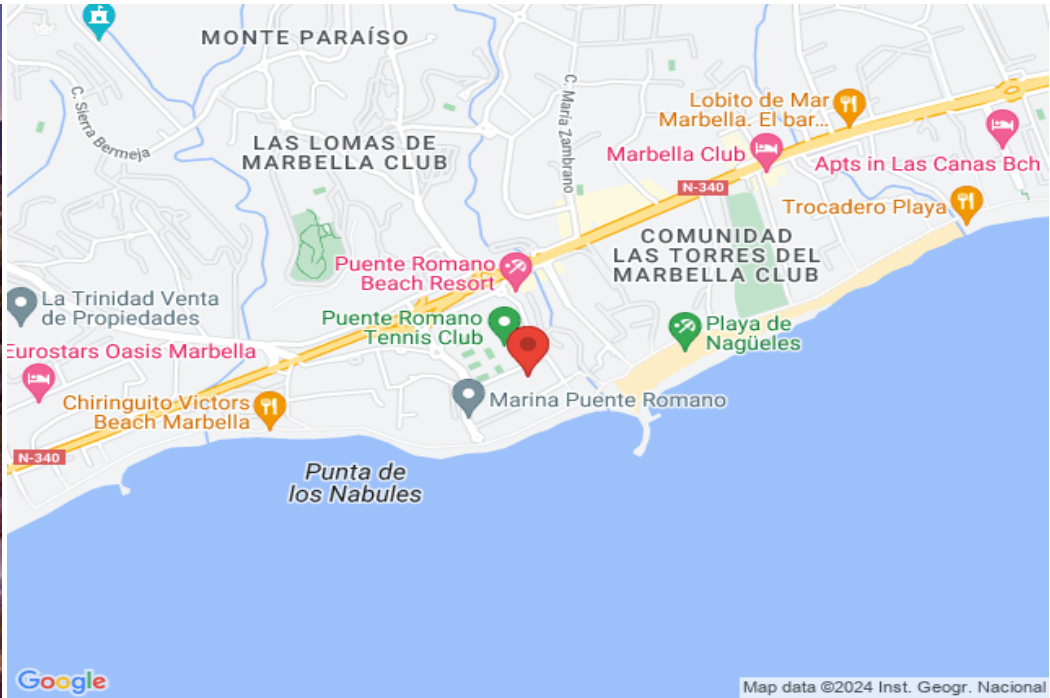 MONTE PARAÍSO
C. Sierra Bermeja
LAS LOMAS DE
MARBELLA CLUB
C. María Zambrano
Lobito de Mar
Marbella. El bar...
Marbella Club
Apts in Las Canas Bch
N-340
Trocadero Playa
COMUNIDAD
LAS TORRES DEL
MARBELLA CLUB
Puente Romano
Beach Resort
La Trinidad Venta
de Propiedades
Puente Romano
Tennis Club
Playa de
Nagüeles
Eurostars Oasis Marbella
Marina Puente Romano
Chiringuito Victors
Beach Marbella
N-340
Punta de
los Nabules
Google
Map data ©2024 Inst. Geogr. Nacional